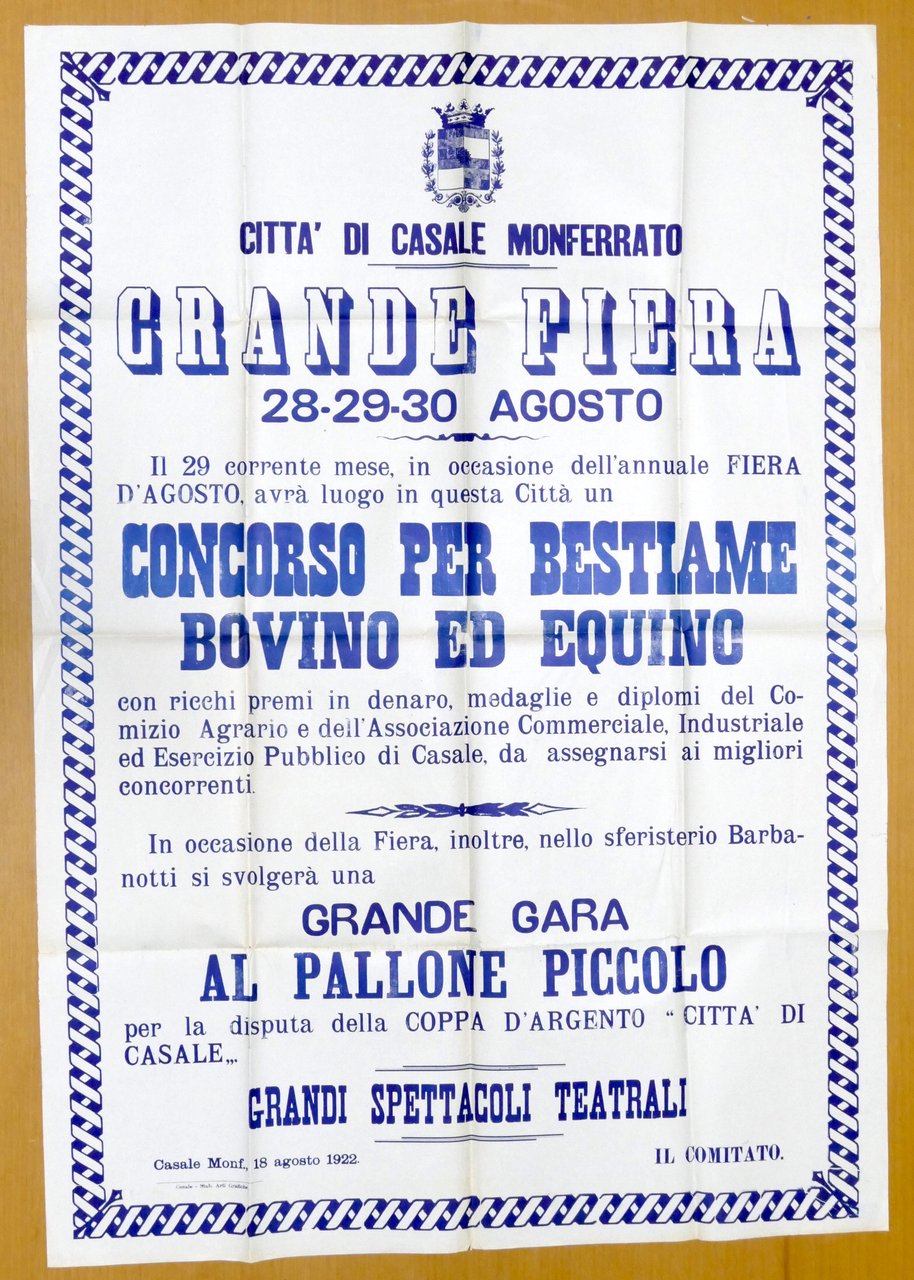 CITTA' DI CASALE MONFERRATO
GRANDE FIERA
28-29-30 AGOSTO
Il 29 corrente mese, in occasione dell'annuale FIERA
D'AGOSTO, avrà luogo in questa Città un
CONCORSO PER BESTIAME
BOVINO ED EQUINO
con ricchi premi in denaro, medaglie e diplomi del Co-
mizio Agrario e dell'Associazione Commerciale, Industriale
ed Esercizio Pubblico di Casale, da assegnarsi ai migliori
concorrenti.
In occasione della Fiera, inoltre, nello sferisterio Barba-
notti si svolgerà una
GRANDE GARA
AL PALLONE PICCOLO
per la disputa della COPPA D'ARGENTO “ CITTA' DI
CASALE„.
GRANDI SPETTACOLI TEATRALI
Casale Monf., 18 agosto 1922.
IL COMITATO.
Casale - Stab. Arti Grafiche